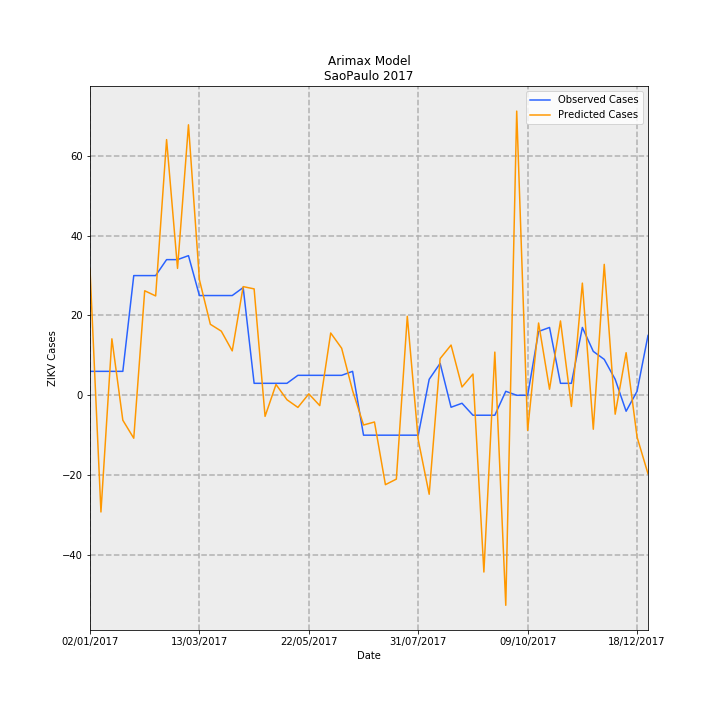 Arimax Model
SaoPaulo 2017
Observed Cases
Predicted Cases
ZIKV Cases
60
40
20
0
−20
−40
02/01/2017
13/03/2017
22/05/2017
31/07/2017
09/10/2017
18/12/2017
Date